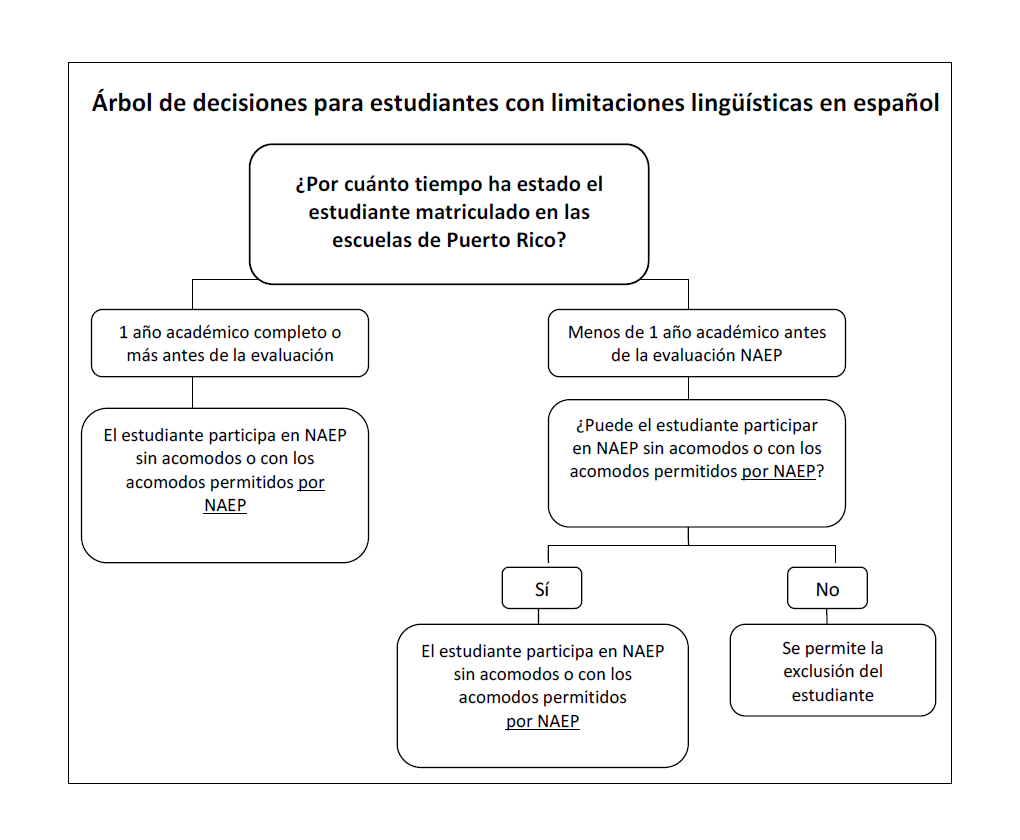 Árbol de decisiones para estudiantes con limitaciones lingüísticas en español
¿Por cuánto tiempo ha estado el
estudiante matriculado en las
escuelas de Puerto Rico?
1 año académico completo o
más antes de la evaluación
Menos de 1 año académico antes
de la evaluación NAEP
El estudiante participa en NAEP
sin acomodos o con los
acomodos permitidos por
NAEP
¿Puede el estudiante participar
en NAEP sin acomodos o con los
acomodos permitidos por NAEP?
Sí
No
El estudiante participa en NAEP
sin acomodos o con los
acomodos permitidos
por NAEP
Se permite la
exclusión del
estudiante